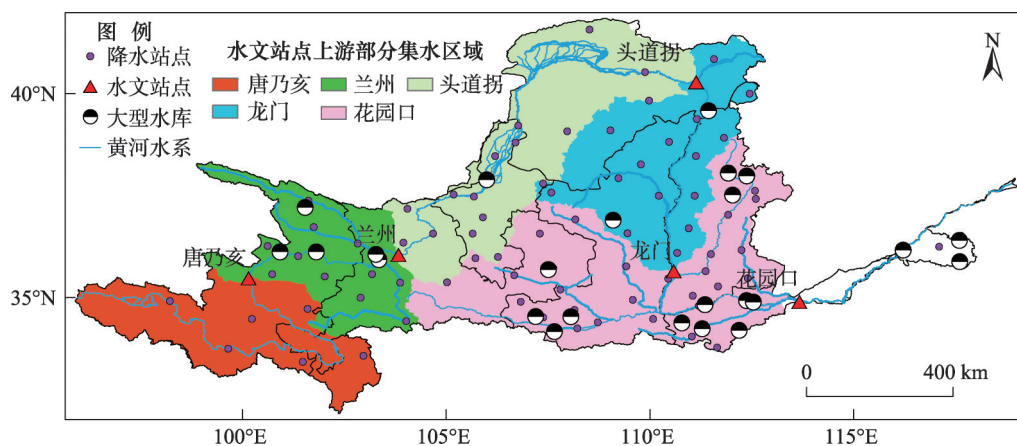 图 例
降水站点
水文站点
大型水库
黄河水系
水文站点上游部分集水区域
唐乃亥
兰州
头道拐
龙门
花园口
头道拐
N
40°N
兰州
唐乃亥
龙门
花园口
35°N
0
400 km
100°E
105°E
110°E
115°E